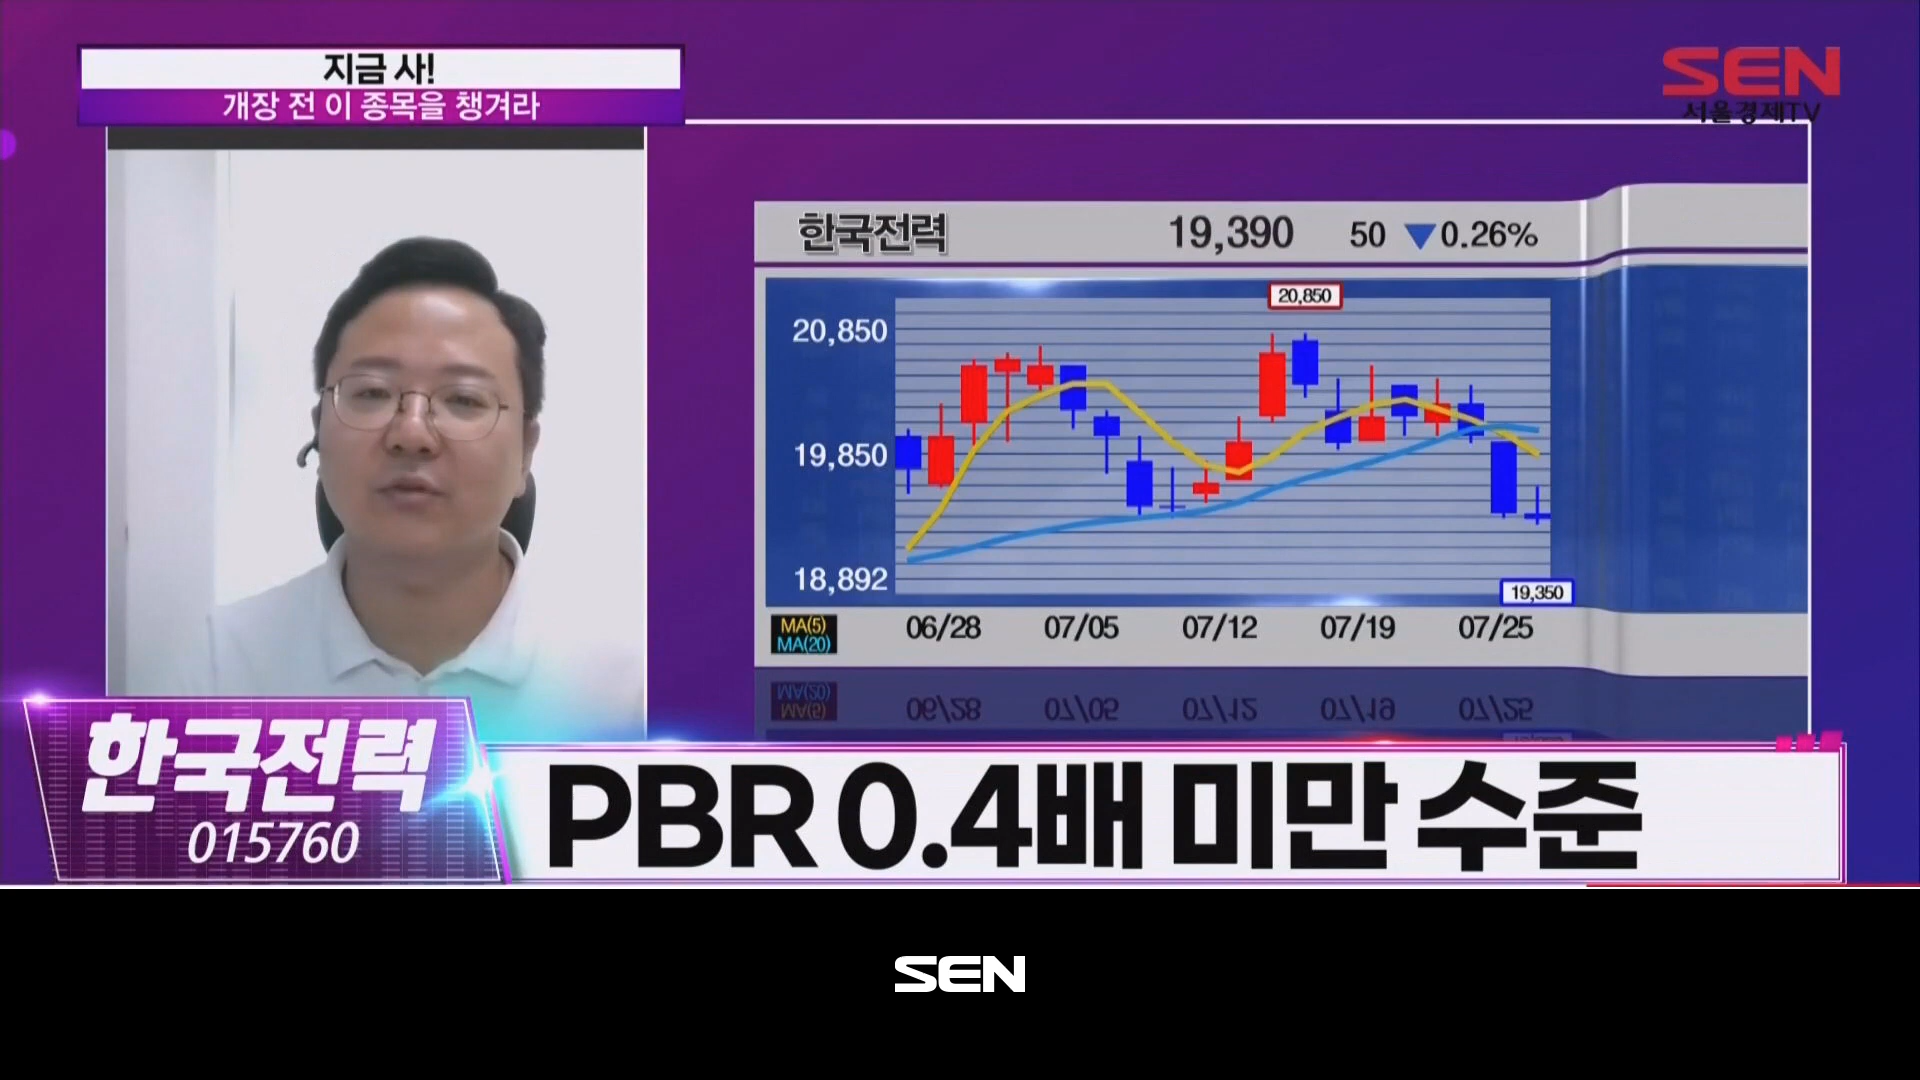 지금 사!
개장 전 이 종목을 챙겨라
SEN
서울경제TV
한국전력 19,390 50 ▼0.26%
20,850
20,850
19,850
18,892
19,350
MA(5)
MA(20)
06/28 07/05 07/12 07/19 07/25
한국전력
015760
PBR 0.4배 미만 수준
SEN